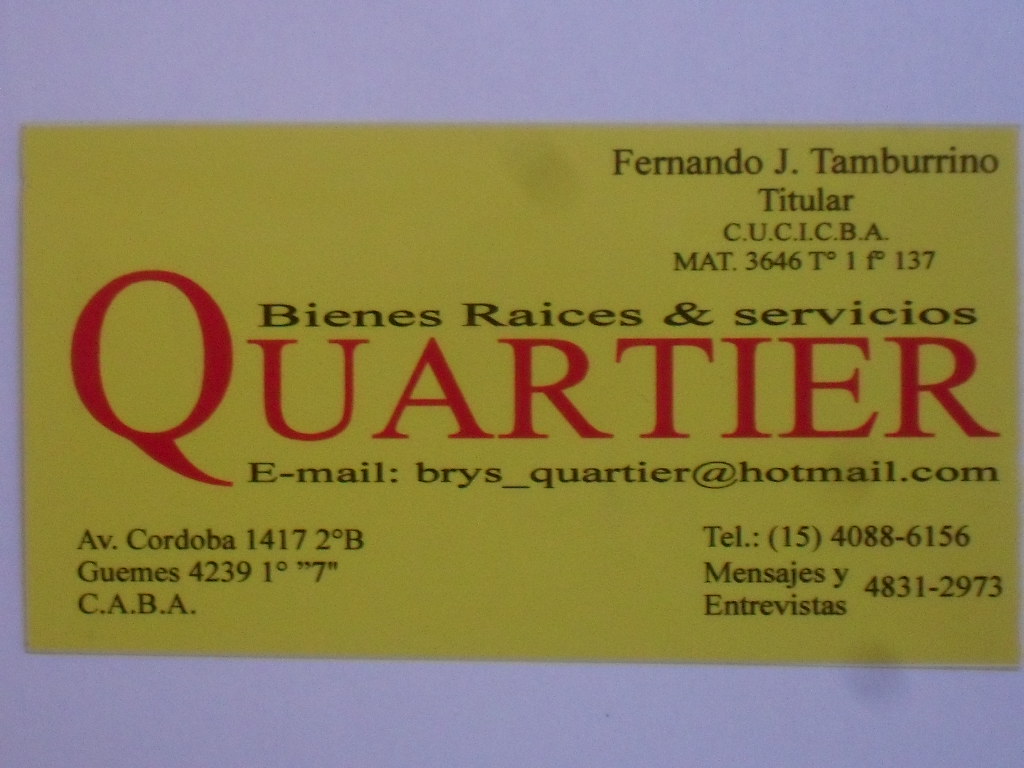 Fernando J. Tamburrino
Titular
C.U.C.I.C.B.A.
MAT. 3646 T° 1 f° 137
Bienes Raices & servicios
QUARTIER
E-mail: brys_quartier@hotmail.com
Av. Cordoba 1417 2°B
Guemes 4239 1° ”7"
C.A.B.A.
Tel.: (15) 4088-6156
Mensajes y
Entrevistas 4831-2973